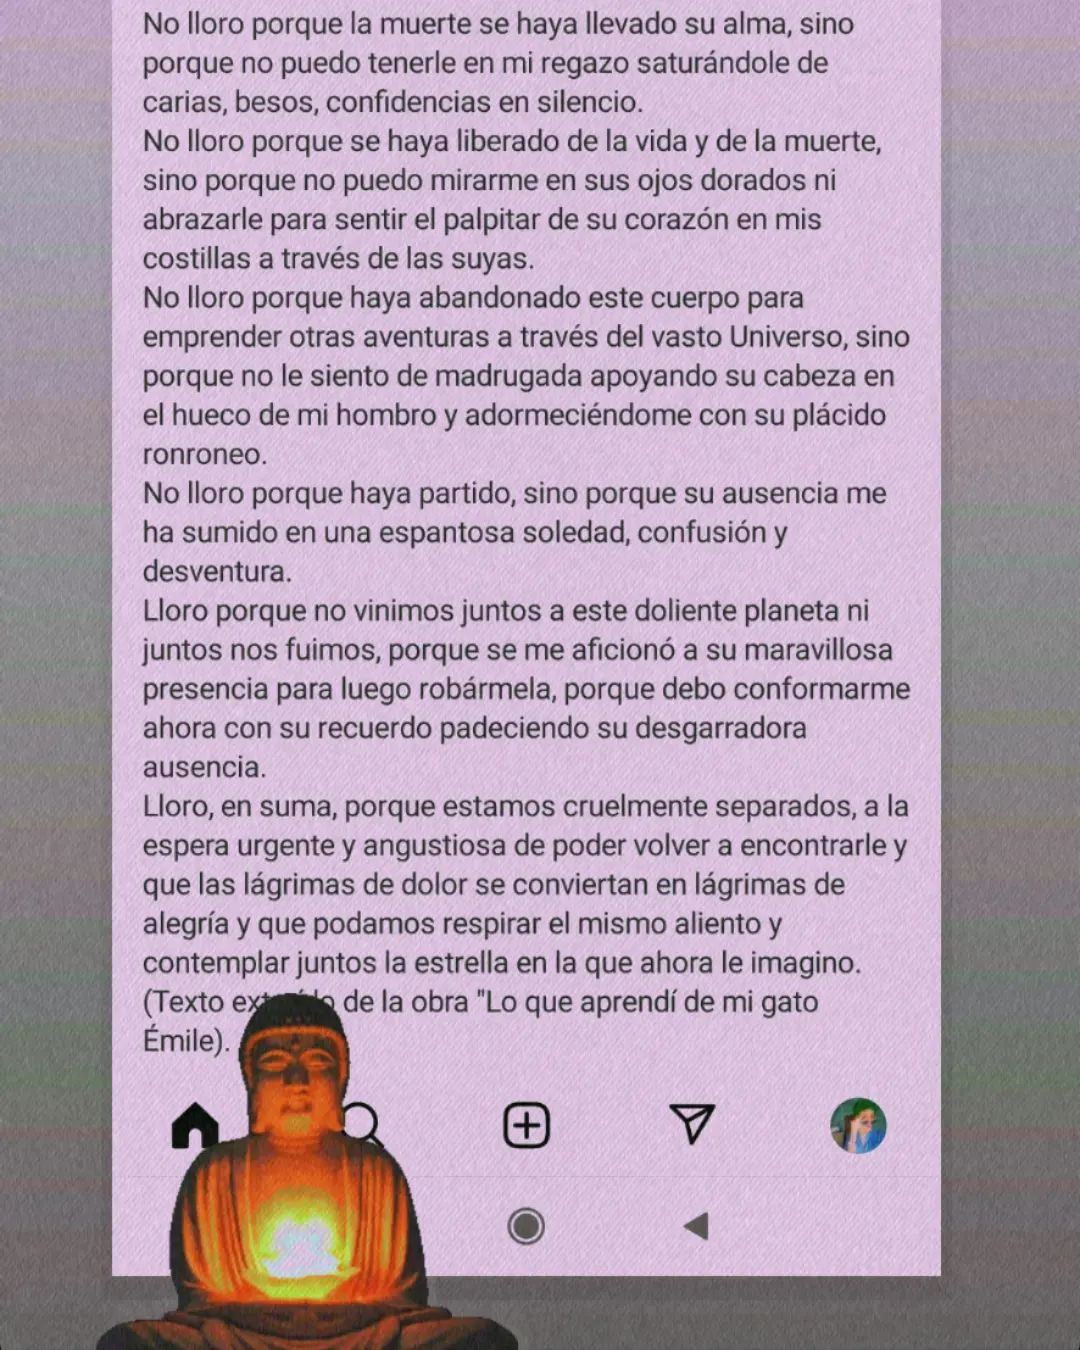 No lloro porque la muerte se haya llevado su alma, sino
porque no puedo tenerle en mi regazo saturándole de
carias, besos, confidencias en silencio.
No lloro porque se haya liberado de la vida y de la muerte,
sino porque no puedo mirarme en sus ojos dorados ni
abrazarle para sentir el palpitar de su corazón en mis
costillas a través de las suyas.
No lloro porque haya abandonado este cuerpo para
emprender otras aventuras a través del vasto Universo, sino
porque no le siento de madrugada apoyando su cabeza en
el hueco de mi hombro y adormeciéndome con su plácido
ronroneo.
No lloro porque haya partido, sino porque su ausencia me
ha sumido en una espantosa soledad, confusión y
desventura.
Lloro porque no vinimos juntos a este doliente planeta ni
juntos nos fuimos, porque se me aficionó a su maravillosa
presencia para luego robármela, porque debo conformarme
ahora con su recuerdo padeciendo su desgarradora
ausencia.
Lloro, en suma, porque estamos cruelmente separados, a la
espera urgente y angustiosa de poder volver a encontrarle y
que las lágrimas de dolor se conviertan en lágrimas de
alegría y que podamos respirar el mismo aliento y
contemplar juntos la estrella en la que ahora le imagino.
(Texto de la obra "Lo que aprendí de mi gato
Émile).